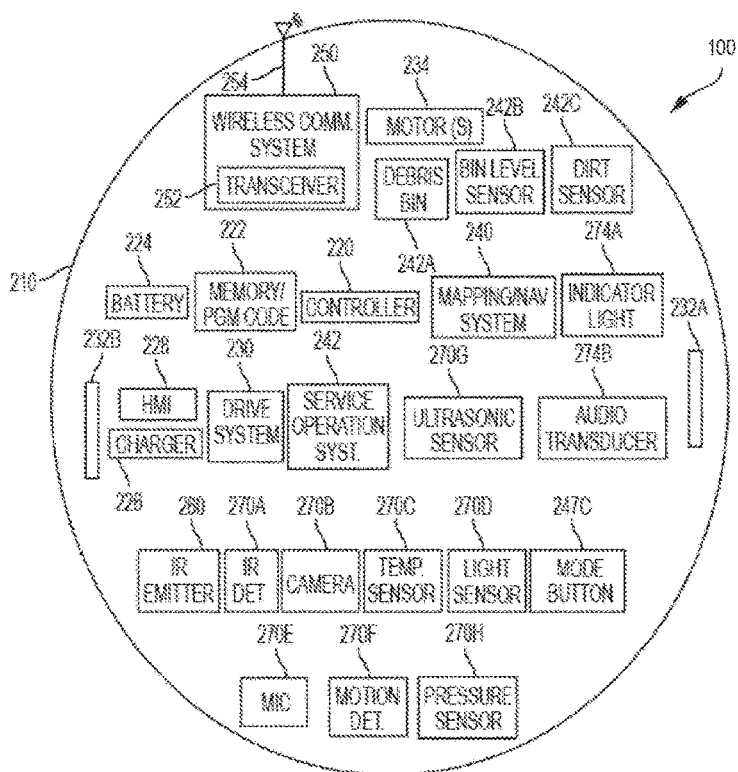 100
254
250
234
242B
242C
WIRELESS COMM.
SYSTEM
252
TRANSCEIVER
MOTOR (S)
DEBRIS
BIN
BIN LEVEL
SENSOR
DIRT
SENSOR
242A
210
224
222
220
240
274A
BATTERY
MEMORY/
PGM CODE
CONTROLLER
MAPPING/NAV
SYSTEM
INDICATOR
LIGHT
232B
228
230
242
270G
274B
232A
HMI
CHARGER
226
DRIVE
SYSTEM
SERVICE
OPERATION
SYST.
ULTRASONIC
SENSOR
AUDIO
TRANSDUCER
260
270A
270B
270C
270D
247C
IR
EMITTER
IR
DET.
CAMERA
TEMP
SENSOR
LIGHT
SENSOR
MODE
BUTTON
270E
270F
270H
MIC
MOTION
DET.
PRESSURE
SENSOR